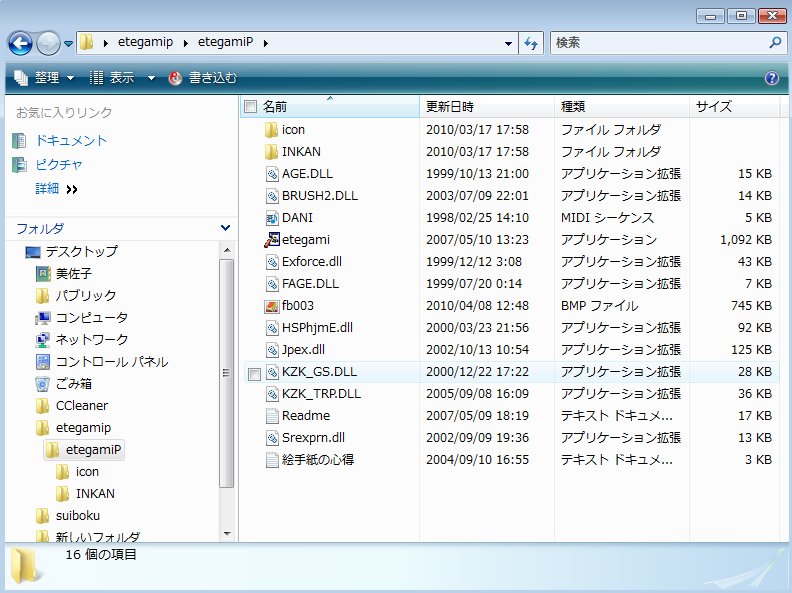 etegamip etegamiP 検索
整理 表示 書き込む
お気に入りリンク
ドキュメント
ピクチャ
詳細
フォルダ
デスクトップ
美佐子
パブリック
コンピュータ
ネットワーク
コントロール パネル
ごみ箱
CCleaner
etegamip
etegamiP
icon
INKAN
suiboku
新しいフォルダ
名前 更新日時 種類 サイズ
icon 2010/03/17 17:58 ファイル フォルダ
INKAN 2010/03/17 17:58 ファイル フォルダ
AGE.DLL 1999/10/13 21:00 アプリケーション拡張 15 KB
BRUSH2.DLL 2003/07/09 22:01 アプリケーション拡張 14 KB
DANI 1998/02/25 14:10 MIDI シーケンス 5 KB
etegami 2007/05/10 13:23 アプリケーション 1,092 KB
Exforce.dll 1999/12/12 3:08 アプリケーション拡張 43 KB
FAGE.DLL 1999/07/20 0:14 アプリケーション拡張 7 KB
fb003 2010/04/08 12:48 BMP ファイル 745 KB
HSPhjmE.dll 2000/03/23 21:56 アプリケーション拡張 92 KB
Jpex.dll 2002/10/13 10:54 アプリケーション拡張 125 KB
KZK_GS.DLL 2000/12/22 17:22 アプリケーション拡張 28 KB
KZK_TRP.DLL 2005/09/08 16:09 アプリケーション拡張 36 KB
Readme 2007/05/09 18:19 テキスト ドキュメ... 17 KB
Srexprn.dll 2002/09/09 19:36 アプリケーション拡張 13 KB
絵手紙の心得 2004/09/10 16:55 テキスト ドキュメ... 3 KB
16 個の項目